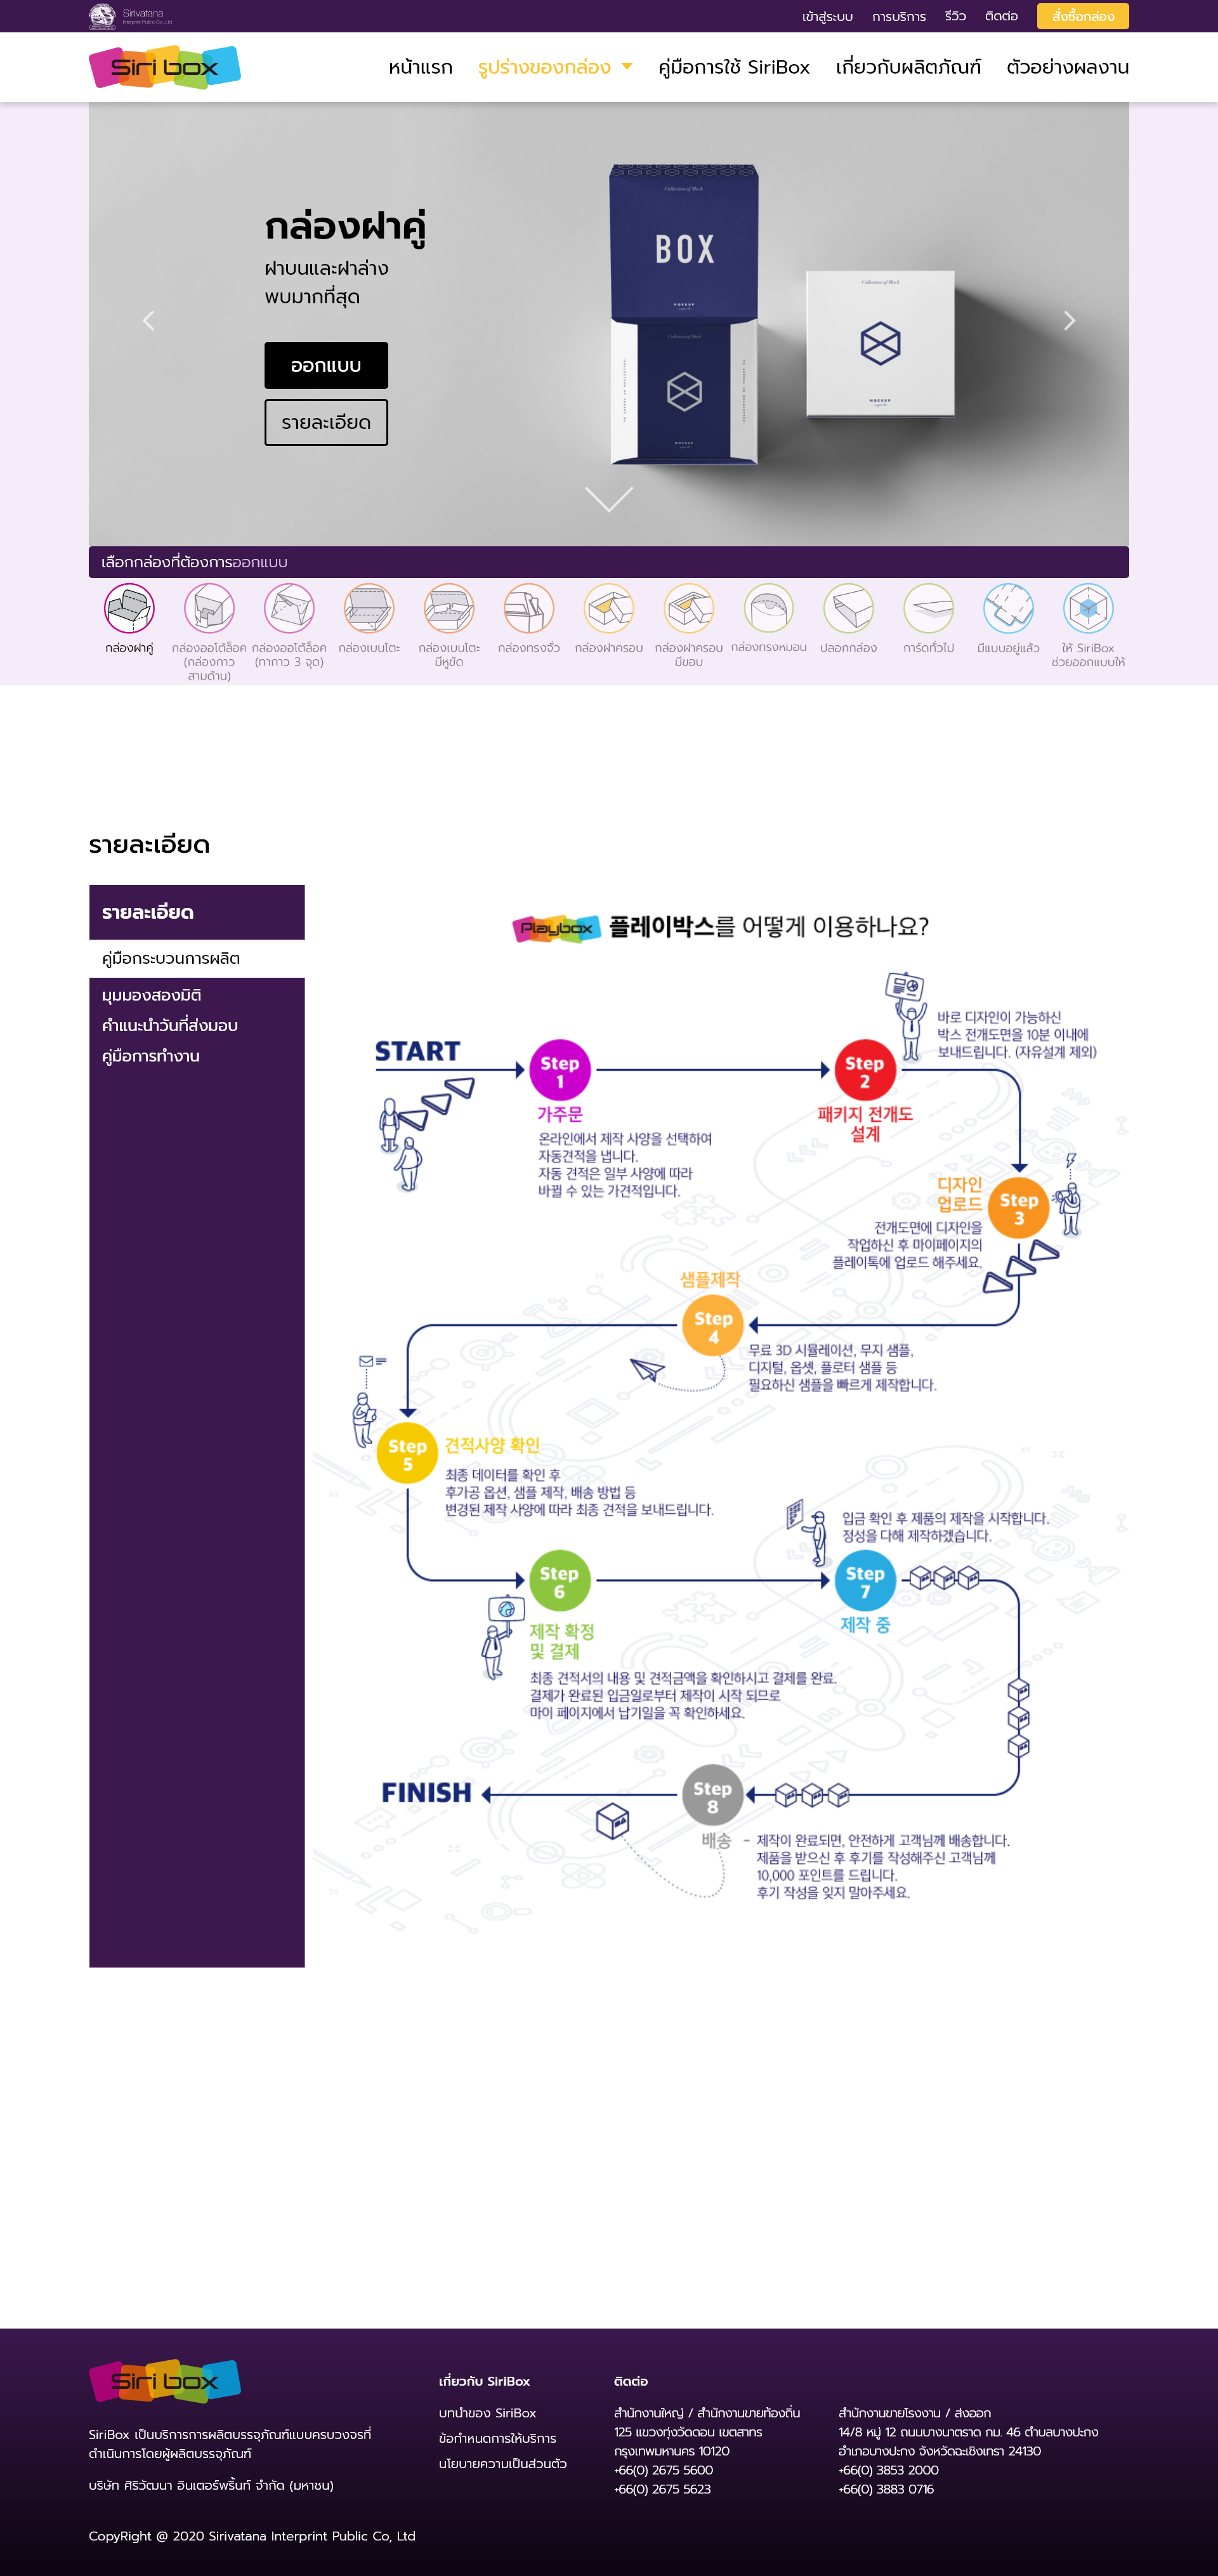 Sirivatana
Interprint Public Co.,Ltd
เข้าสู่ระบบ การบริการ รีวิว ติดต่อ สั่งซื้อกล่อง
Siri box
หน้าแรก รูปร่างของกล่อง คู่มือการใช้ SiriBox เกี่ยวกับผลิตภัณฑ์ ตัวอย่างผลงาน
กล่องฝาคู่
ฝาบนและฝาล่าง
พบมากที่สุด
ออกแบบ
รายละเอียด
Collection of Mock
BOX
MOCKUP
Collection of Mock
MOCKUP
Collection of Mock
MOCKUP
เลือกกล่องที่ต้องการออกแบบ
กล่องฝาคู่
กล่องออโต้ล็อค
(กล่องกาว
สามด้าน)
กล่องออโต้ล็อค
(ทากาว 3 จุด)
กล่องเบนโตะ
กล่องเบนโตะ
มีหูขัด
กล่องทรงจั่ว
กล่องฝาครอบ
กล่องฝาครอบ
มีขอบ
กล่องทรงหมอน
ปลอกกล่อง
การ์ดทั่วไป
มีแบบอยู่แล้ว
ให้ SiriBox
ช่วยออกแบบให้
รายละเอียด
รายละเอียด
คู่มือกระบวนการผลิต
มุมมองสองมิติ
คำแนะนำวันที่ส่งมอบ
คู่มือการทำงาน
Playbox 플레이박스를 어떻게 이용하나요?
START
Step
1
가주문
온라인에서 제작 사양을 선택하여
자동견적을 냅니다.
자동 견적은 일부 사양에 따라
바뀔 수 있는 가견적입니다.
바로 디자인이 가능하신
박스 전개도면을 10분 이내에
보내드립니다. (자유설계 제외)
Step
2
패키지 전개도
설계
디자인
업로드
Step
3
전개도면에 디자인을
작업하신 후 마이페이지의
플레이톡에 업로드 해주세요.
샘플제작
Step
4
무료 3D 시뮬레이션, 무지 샘플,
디지털, 옵셋, 플로터 샘플 등
필요하신 샘플을 빠르게 제작합니다.
Step
5
견적사양 확인
최종 데이터를 확인 후
후가공 옵션, 샘플 제작, 배송 방법 등
변경된 제작 사양에 따라 최종 견적을 보내드립니다.
Step
6
제작 확정
및 결제
최종 견적서의 내용 및 견적금액을 확인하시고 결제를 완료.
결제가 완료된 입금일로부터 제작이 시작 되므로
마이 페이지에서 납기일을 꼭 확인하세요.
입금 확인 후 제품의 제작을 시작합니다.
정성을 다해 제작하겠습니다.
Step
7
제작 중
FINISH
Step
8
배송
- 제작이 완료되면, 안전하게 고객님께 배송합니다.
제품을 받으신 후 후기를 작성해주신 고객님께
10,000 포인트를 드립니다.
후기 작성을 잊지 말아주세요.
Siri box
SiriBox เป็นบริการการผลิตบรรจุภัณฑ์แบบครบวงจรที่
ดำเนินการโดยผู้ผลิตบรรจุภัณฑ์
บริษัท ศิริวัฒนา อินเตอร์พริ้นท์ จำกัด (มหาชน)
CopyRight @ 2020 Sirivatana Interprint Public Co, Ltd
เกี่ยวกับ SiriBox
บทนำของ SiriBox
ข้อกำหนดการให้บริการ
นโยบายความเป็นส่วนตัว
ติดต่อ
สำนักงานใหญ่ / สำนักงานขายท้องถิ่น
125 แขวงทุ่งวัดดอน เขตสาทร
กรุงเทพมหานคร 10120
+66(0) 2675 5600
+66(0) 2675 5623
สำนักงานขายโรงงาน / ส่งออก
14/8 หมู่ 12 ถนนบางนาตราด กม. 46 ตำบลบางปะกง
อำเภอบางปะกง จังหวัดฉะเชิงเทรา 24130
+66(0) 3853 2000
+66(0) 3883 0716